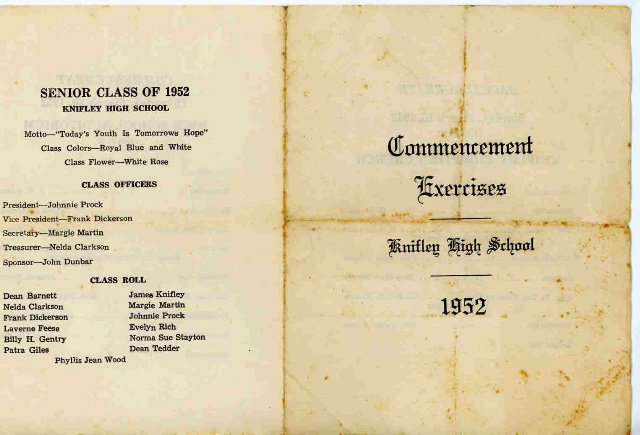 SENIOR CLASS OF 1952
KNIFLEY HIGH SCHOOL
Motto—"Today's Youth Is Tomorrows Hope"
Class Colors—Royal Blue and White
Class Flower—White Rose
CLASS OFFICERS
President—Johnnie Prock
Vice President—Frank Dickerson
Secretary—Margie Martin
Treasurer—Nelda Clarkson
Sponsor—John Dunbar
CLASS ROLL
Dean Barnett James Knifley
Nelda Clarkson Margie Martin
Frank Dickerson Johnnie Prock
Laverne Feese Evelyn Rich
Billy H. Gentry Norma Sue Stayton
Patra Giles Dean Tedder
Phyllis Jean Wood
Commencement
Exercises
Knifley High School
1952